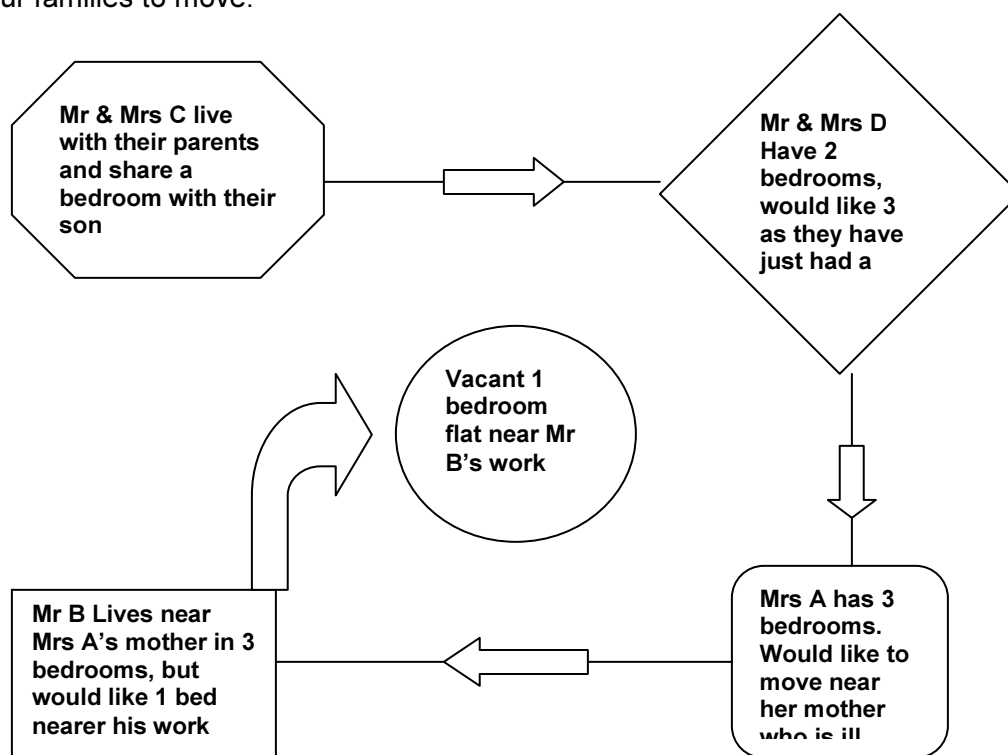 families to move.
Mr & Mrs C live
with their parents
and share a
bedroom with their
son
Mr & Mrs D
Have 2
bedrooms,
would like 3
as they have
just had a
Vacant 1
bedroom
flat near Mr
B's work
Mr B Lives near
Mrs A's mother in 3
bedrooms, but
would like 1 bed
nearer his work
Mrs A has 3
bedrooms.
Would like to
move near
her mother
who is ill